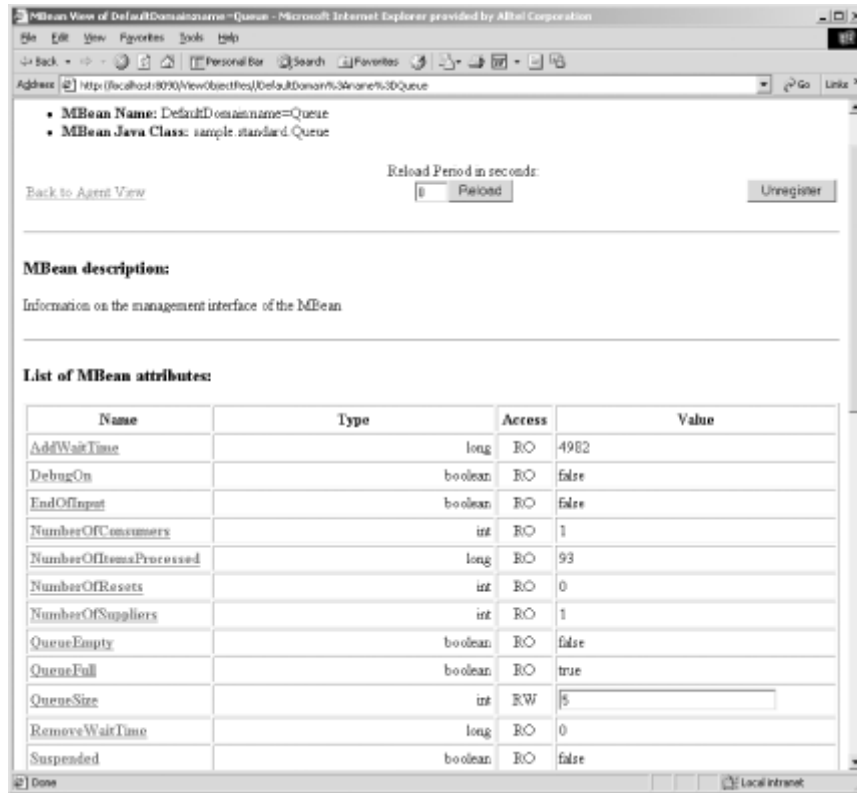 MBean View of DefaultDomain:name=Queue - Microsoft Internet Explorer provided by Alltel Corporation
File Edit View Favorites Tools Help
Back Personal Bar Search Favorites
Address http://localhost:8090/ViewObjectRes//DefaultDomain%3Aname%3DQueue Go Links
• MBean Name: DefaultDomain:name=Queue
• MBean Java Class: sample.standard.Queue
Reload Period in seconds:
Back to Agent View 0 Reload Unregister
MBean description:
Information on the management interface of the MBean
List of MBean attributes:
Name Type Access Value
AddWaitTime long RO 4982
DebugOn boolean RO false
EndOfInput boolean RO false
NumberOfConsumers int RO 1
NumberOfItemsProcessed long RO 93
NumberOfResets int RO 0
NumberOfSuppliers int RO 1
QueueEmpty boolean RO false
QueueFull boolean RO true
QueueSize int RW 5
RemoveWaitTime long RO 0
Suspended boolean RO false
Done Local intranet